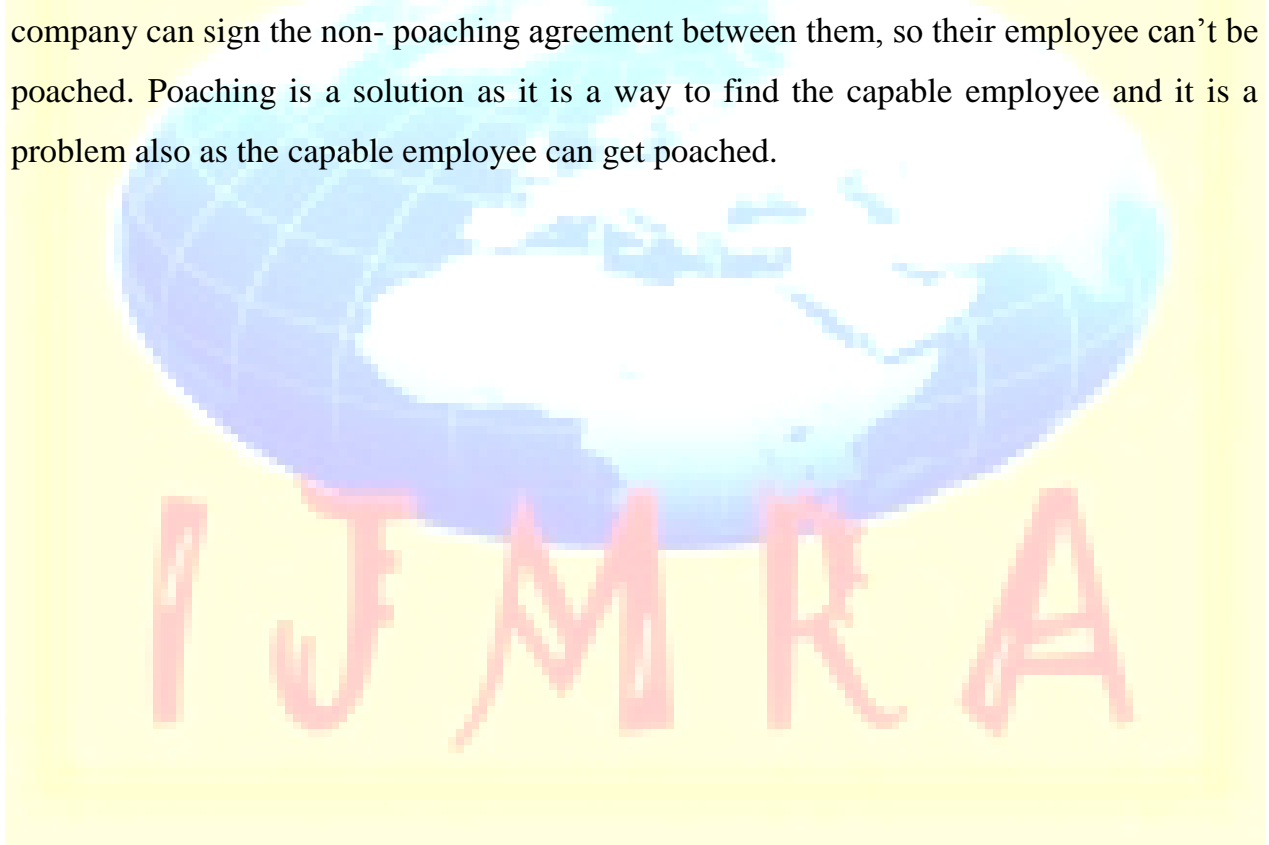 company can sign the non- poaching agreement between them, so their employee can’t be
poached. Poaching is a solution as it is a way to find the capable employee and it is a
problem also as the capable employee can get poached.
IJMRA